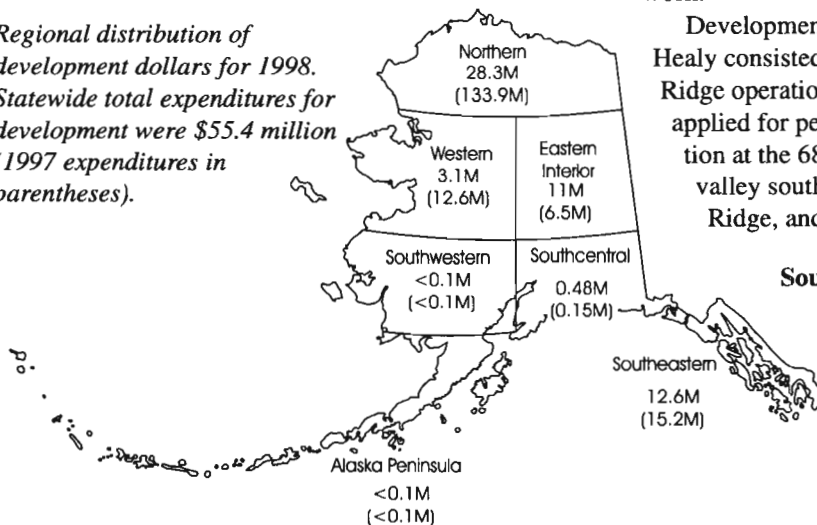 Regional distribution of
development dollars for 1998.
Statewide total expenditures for
development were $55.4 million
1997 expenditures in
parentheses).
Northern
28.3M
(133.9M)
Western
3.1M
(12.6M)
Eastern
Interior
11M
(6.5M)
Southwestern
<0.1M
(<0.1M)
Southcentral
0.48M
(0.15M)
Southeastern
12.6M
(15.2M)
Alaska Peninsula
<0.1M
(<0.1M)
Development
Healy consisted
Ridge operatio
applied for pe
tion at the 68
valley south
Ridge, and
Sou